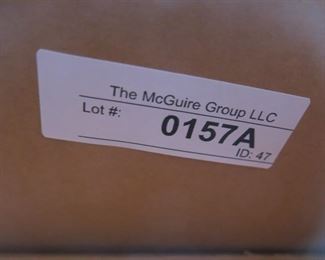 The McGuire Group LLC
Lot #:
0157A
ID: 47